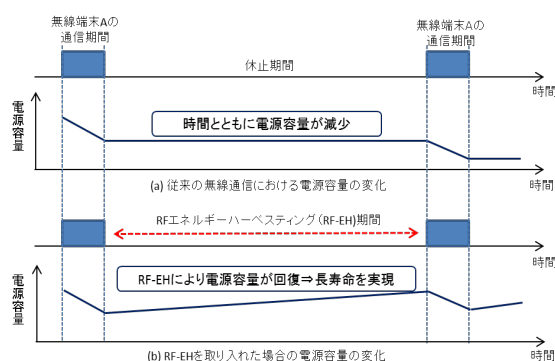 無線端末Aの
通信期間
無線端末Aの
通信期間
休止期間
時間
電源容量
時間とともに電源容量が減少
時間
(a) 従来の無線通信における電源容量の変化
RFエネルギーハーベスティング(RF-EH)期間
時間
電源容量
RF-EHにより電源容量が回復⇒長寿命を実現
時間
(b) RF-EHを取り入れた場合の電源容量の変化